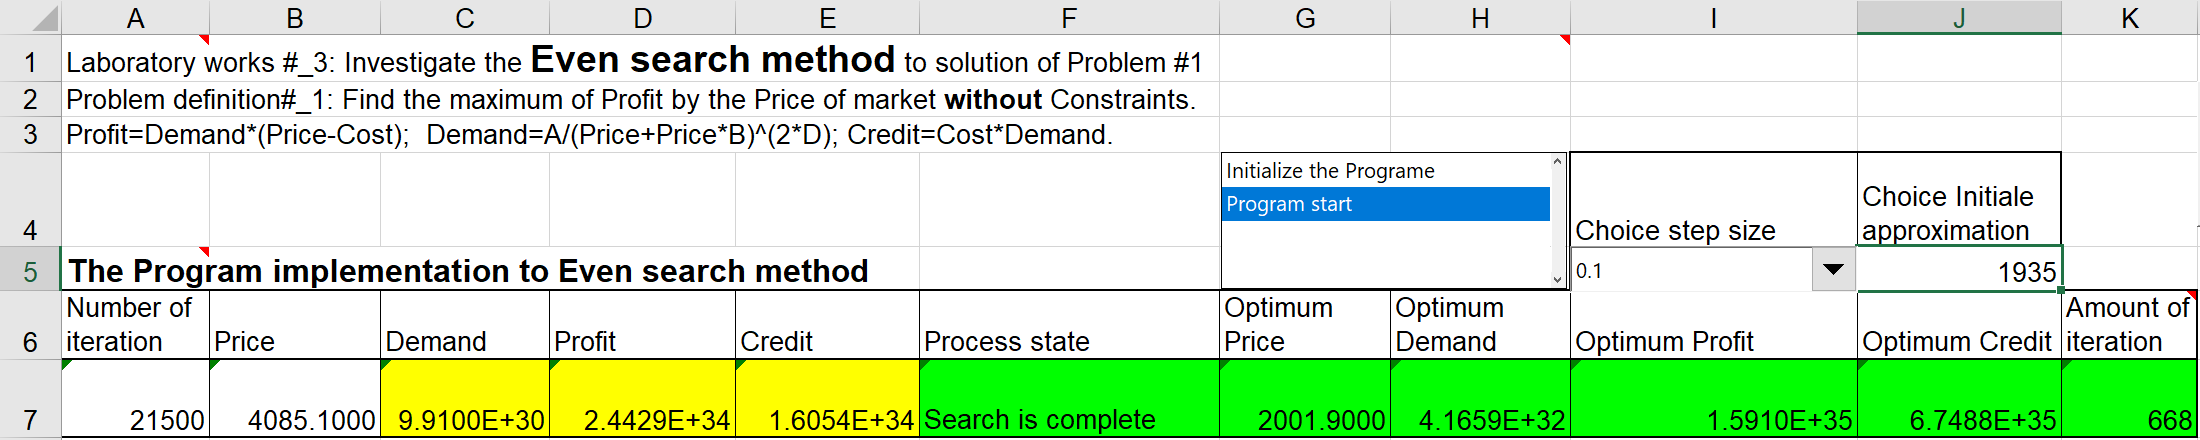 A B C D E F G H I J K
1 Laboratory works #_3: Investigate the Even search method to solution of Problem #1
2 Problem definition#_1: Find the maximum of Profit by the Price of market without Constraints.
3 Profit=Demand*(Price-Cost);  Demand=A/(Price+Price*B)^(2*D); Credit=Cost*Demand.
Initialize the Programe
Program start
4 Choice step size
Choice Initiale
approximation
5 The Program implementation to Even search method
0.1
1935
6
Number of
iteration
Price
Demand
Profit
Credit
Process state
Optimum
Price
Optimum
Demand
Optimum Profit
Optimum Credit
Amount of
iteration
7 21500 4085.1000 9.9100E+30 2.4429E+34 1.6054E+34 Search is complete 2001.9000 4.1659E+32 1.5910E+35 6.7488E+35 668